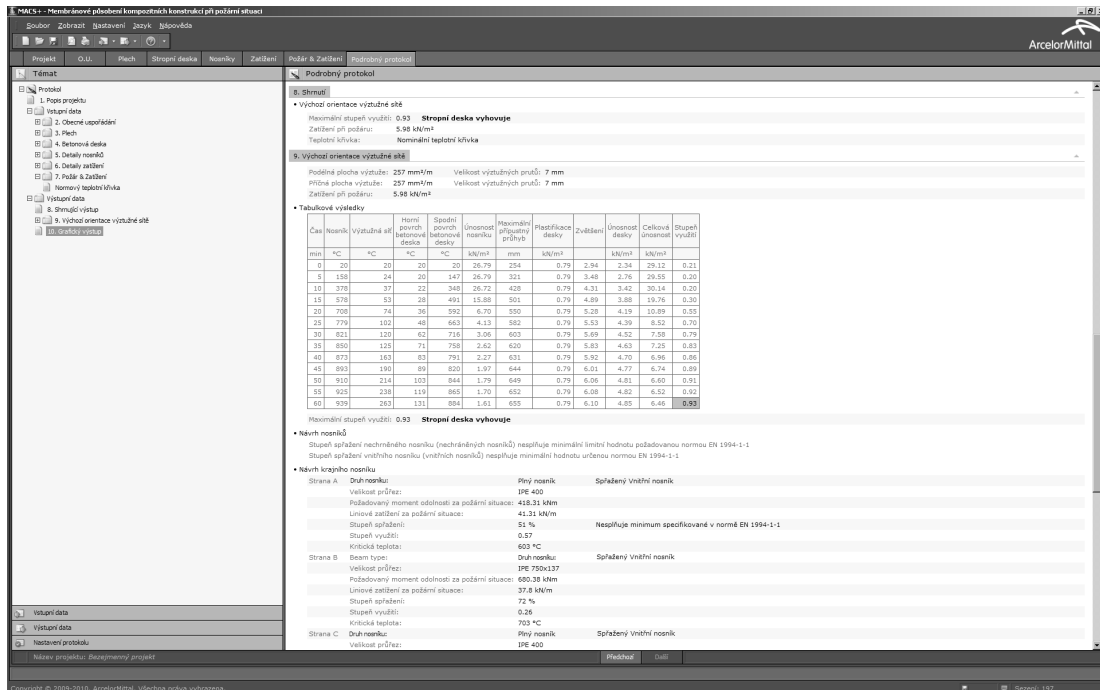 MACS+ - Membránové působení kompozitních konstrukcí při požární situaci
Soubor Zobrazit Nastavení Jazyk Nápověda
ArcelorMittal
Projekt O.U. Plech Stropní deska Nosníky Zatížení Požár & Zatížení Podrobný protokol
Témat
Protokol
1. Popis projektu
Vstupní data
2. Obecné uspořádání
3. Plech
4. Betonová deska
5. Detaily nosníků
6. Detaily zatížení
7. Požár & Zatížení
Normový teplotní křivka
Výstupní data
8. Shrnující výstup
9. Výchozí orientace výztužné sítě
10. Grafický výstup
Vstupní data
Výstupní data
Nastavení protokolu
Podrobný protokol
8. Shrnutí
• Výchozí orientace výztužné sítě
Maximální stupeň využití: 0.93 Stropní deska vyhovuje
Zatížení při požáru: 5.98 kN/m²
Teplotní křivka: Nominální teplotní křivka
9. Výchozí orientace výztužné sítě
Podélná plocha výztuže: 257 mm²/m Velikost výztužných prutů: 7 mm
Příčná plocha výztuže: 257 mm²/m Velikost výztužných prutů: 7 mm
Zatížení při požáru: 5.98 kN/m²
• Tabulkové výsledky
Čas Nosník Výztužná síť Horní povrch betonové deska Spodní povrch betonové desky Únosnost nosníku Maximální přípustný průhyb Plastifikace desky Zvětšení Únosnost desky Celková únosnost Stupeň využití
min °C °C °C °C kN/m² mm kN/m² kN/m² kN/m²
0 20 20 20 20 26.79 254 0.79 2.94 2.34 29.12 0.21
5 158 24 20 147 26.79 321 0.79 3.48 2.76 29.55 0.20
10 378 37 22 348 26.72 428 0.79 4.31 3.42 30.14 0.20
15 578 53 28 491 15.88 501 0.79 4.89 3.88 19.76 0.30
20 708 74 36 592 6.70 550 0.79 5.28 4.19 10.89 0.55
25 779 102 48 663 4.13 582 0.79 5.53 4.39 8.52 0.70
30 821 120 62 716 3.06 603 0.79 5.69 4.52 7.58 0.79
35 850 125 71 758 2.62 620 0.79 5.83 4.63 7.25 0.83
40 873 163 83 791 2.27 631 0.79 5.92 4.70 6.96 0.86
45 893 190 89 820 1.97 644 0.79 6.01 4.77 6.74 0.89
50 910 214 103 844 1.79 649 0.79 6.06 4.81 6.60 0.91
55 925 238 119 865 1.70 652 0.79 6.08 4.82 6.52 0.92
60 939 263 131 884 1.61 655 0.79 6.10 4.85 6.46 0.93
Maximální stupeň využití: 0.93 Stropní deska vyhovuje
• Návrh nosníků
Stupeň spřažení nechrněného nosníku (nechráněných nosníků) nesplňuje minimální limitní hodnotu požadovanou normou EN 1994-1-1
Stupeň spřažení vnitřního nosníku (vnitřních nosníků) nesplňuje minimální hodnotu určenou normou EN 1994-1-1
• Návrh krajního nosníku
Strana A Druh nosníku: Plný nosník Spřažený Vnitřní nosník
Velikost průřez: IPE 400
Požadovaný moment odolnosti za požární situace: 418.31 kNm
Liniové zatížení za požární situace: 41.31 kN/m
Stupeň spřažení: 51 % Nesplňuje minimum specifikované v normě EN 1994-1-1
Stupeň využití: 0.57
Kritická teplota: 603 °C
Strana B Beam type: Druh nosníku: Spřažený Vnitřní nosník
Velikost průřez: IPE 750x137
Požadovaný moment odolnosti za požární situace: 680.38 kNm
Liniové zatížení za požární situace: 37.8 kN/m
Stupeň spřažení: 72 %
Stupeň využití: 0.26
Kritická teplota: 703 °C
Strana C Druh nosníku: Plný nosník Spřažený Vnitřní nosník
Velikost průřez: IPE 400
Název projektu: Bezejmenný projekt Předchozí Další
Copyright © 2009-2010, ArcelorMittal. Všechna práva vyhrazena. Sezení: 197